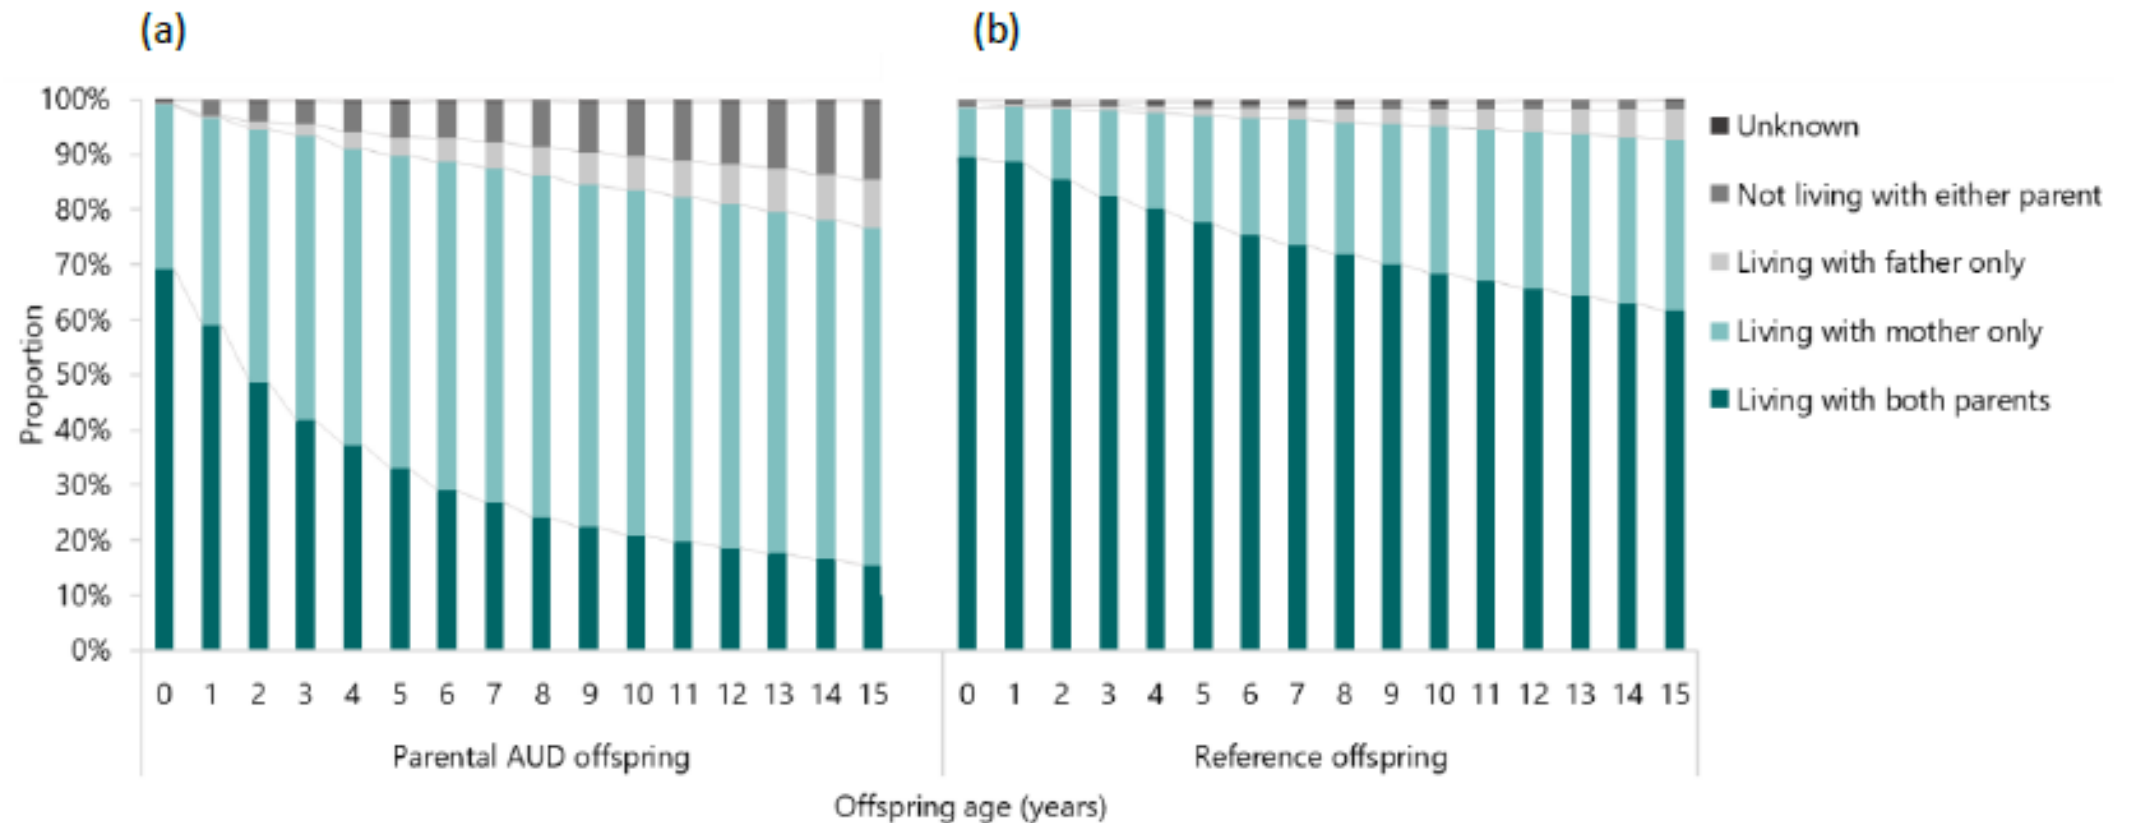 (a) (b)
100%
90%
80%
70%
60%
50%
40%
30%
20%
10%
0%
Proportion
Unknown
Not living with either parent
Living with father only
Living with mother only
Living with both parents
0 1 2 3 4 5 6 7 8 9 10 11 12 13 14 15 0 1 2 3 4 5 6 7 8 9 10 11 12 13 14 15
Parental AUD offspring Reference offspring
Offspring age (years)